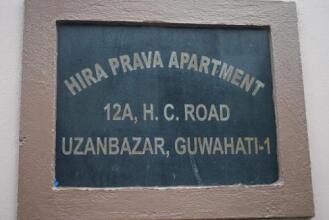 HIRA PRAVA APARTMENT
12A, H. C. ROAD
UZANBAZAR, GUWAHATI-1